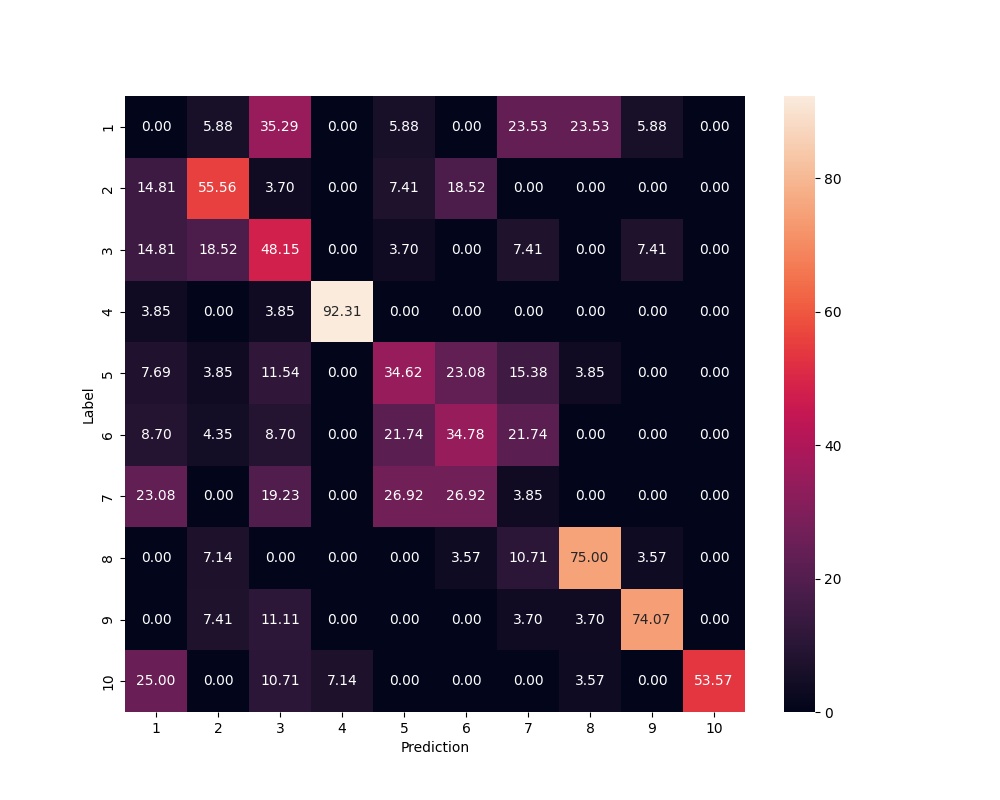 1 0.00 5.88 35.29 0.00 5.88 0.00 23.53 23.53 5.88 0.00
2 14.81 55.56 3.70 0.00 7.41 18.52 0.00 0.00 0.00 0.00
80
3 14.81 18.52 48.15 0.00 3.70 0.00 7.41 0.00 7.41 0.00
4 3.85 0.00 3.85 92.31 0.00 0.00 0.00 0.00 0.00 0.00
60
5 7.69 3.85 11.54 0.00 34.62 23.08 15.38 3.85 0.00 0.00
Label
6 8.70 4.35 8.70 0.00 21.74 34.78 21.74 0.00 0.00 0.00
40
7 23.08 0.00 19.23 0.00 26.92 26.92 3.85 0.00 0.00 0.00
8 0.00 7.14 0.00 0.00 0.00 3.57 10.71 75.00 3.57 0.00
20
9 0.00 7.41 11.11 0.00 0.00 0.00 3.70 3.70 74.07 0.00
10 25.00 0.00 10.71 7.14 0.00 0.00 0.00 3.57 0.00 53.57
0
1 2 3 4 5 6 7 8 9 10
Prediction